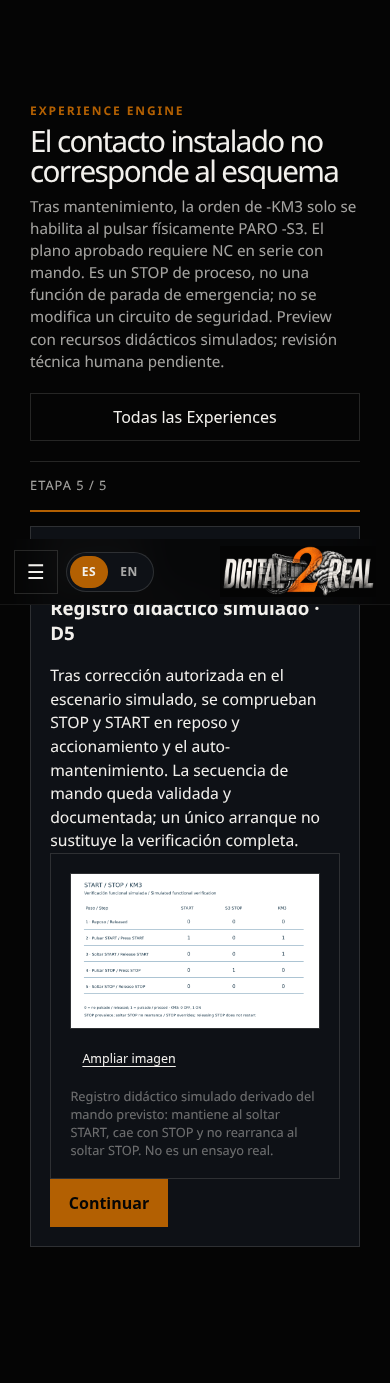 EXPERIENCE ENGINE
El contacto instalado no
corresponde al esquema
Tras mantenimiento, la orden de -KM3 solo se
habilita al pulsar físicamente PARO -S3. El
plano aprobado requiere NC en serie con
mando. Es un STOP de proceso, no una
función de parada de emergencia; no se
modifica un circuito de seguridad. Preview
con recursos didácticos simulados; revisión
técnica humana pendiente.
Todas las Experiences
ETAPA 5 / 5
ES EN DIGITAL 2 REAL
Registro didáctico simulado ·
D5
Tras corrección autorizada en el
escenario simulado, se comprueban
STOP y START en reposo y
accionamiento y el auto-
mantenimiento. La secuencia de
mando queda validada y
documentada; un único arranque no
sustituye la verificación completa.
START / STOP / KM3
Verificación funcional simulada / Simulated functional verification
Paso / Step START S3 STOP KM3
1 · Reposo / Released 0 0 0
2 · Pulsar START / Press START 1 0 1
3 · Soltar START / Release START 0 0 1
4 · Pulsar STOP / Press STOP 0 1 0
5 · Soltar STOP / Release STOP 0 0 0
Ampliar imagen
Registro didáctico simulado derivado del
mando previsto: mantiene al soltar
START, cae con STOP y no rearranca al
soltar STOP. No es un ensayo real.
Continuar